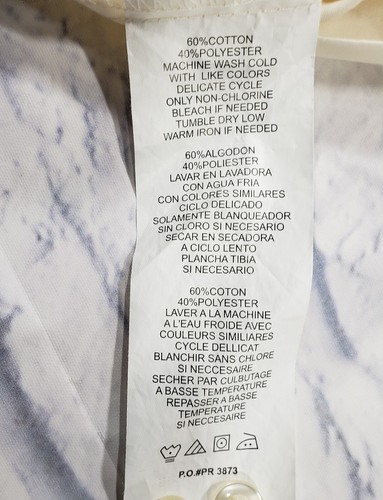 60%COTTON
40%POLYESTER
MACHINE WASH COLD
WITH LIKE COLORS
DELICATE CYCLE
ONLY NON-CHLORINE
BLEACH IF NEEDED
TUMBLE DRY LOW
WARM IRON IF NEEDED
60%ALGODON
40%POLIESTER
LAVAR EN LAVADORA
CON AGUA FRIA
CON COLORES SIMILARES
CICLO DELICADO
SOLAMENTE BLANQUEADOR
SIN CLORO SI NECESARIO
SECAR EN SECADORA
A CICLO LENTO
PLANCHA TIBIA
SI NECESARIO
60%COTON
40%POLYESTER
LAVER A LA MACHINE
A L'EAU FROIDE AVEC
COULEURS SIMILIARES
CYCLE DELLICAT
BLANCHIR SANS CHLORE
SI NECCESAIRE
SECHER PAR CULBUTAGE
A BASSE TEMPERATURE
REPASSER A BASSE
TEMPERATURE
SI NECCESAIRE
P.O.#PR 3873